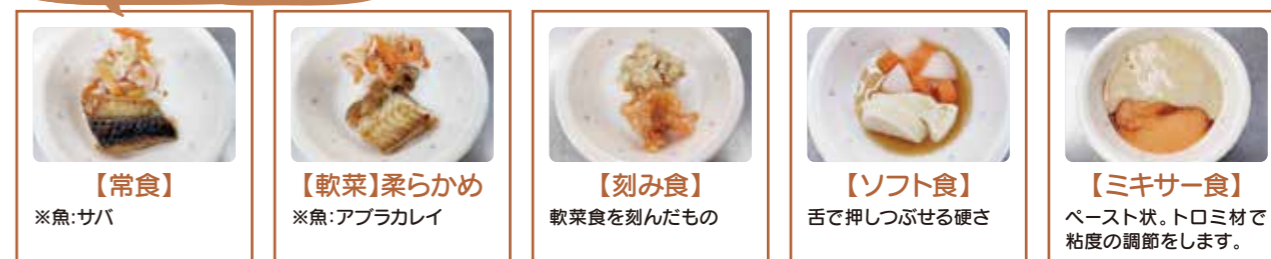 【常食】
※魚:サバ
【軟菜】柔らかめ
※魚:アブラカレイ
【刻み食】
軟菜食を刻んだもの
【ソフト食】
舌で押しつぶせる硬さ
【ミキサー食】
ペースト状。トロミ材で
粘度の調節をします。